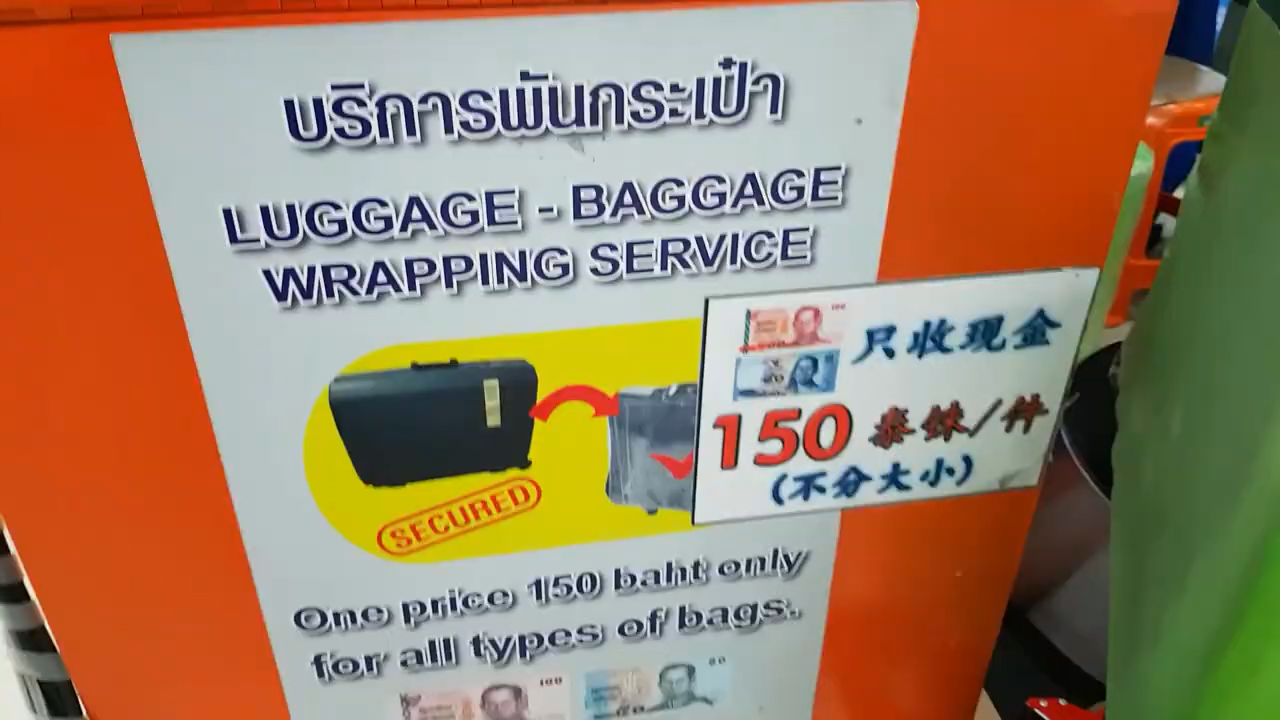 บริการพันกระเป๋า
LUGGAGE - BAGGAGE
WRAPPING SERVICE
SECURED
只收现金
150 泰铢/件
(不分大小)
One price 150 baht only
for all types of bags.
100